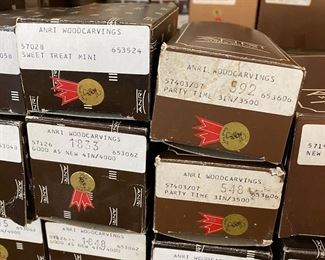 ANRI WOODCARVINGS
57028 653524
SWEET TREAT MINI
ANRI WOODCARVINGS
57403/07 592 653606
PARTY TIME 3IN/3500
ANRI WOODCARVINGS
57126 1833 653062
GOOD AS NEW 4IN/4000
ANRI WOODCARVINGS
57403/07 548 653606
PARTY TIME 3IN/3500
ANRI WOODCARVINGS
1648